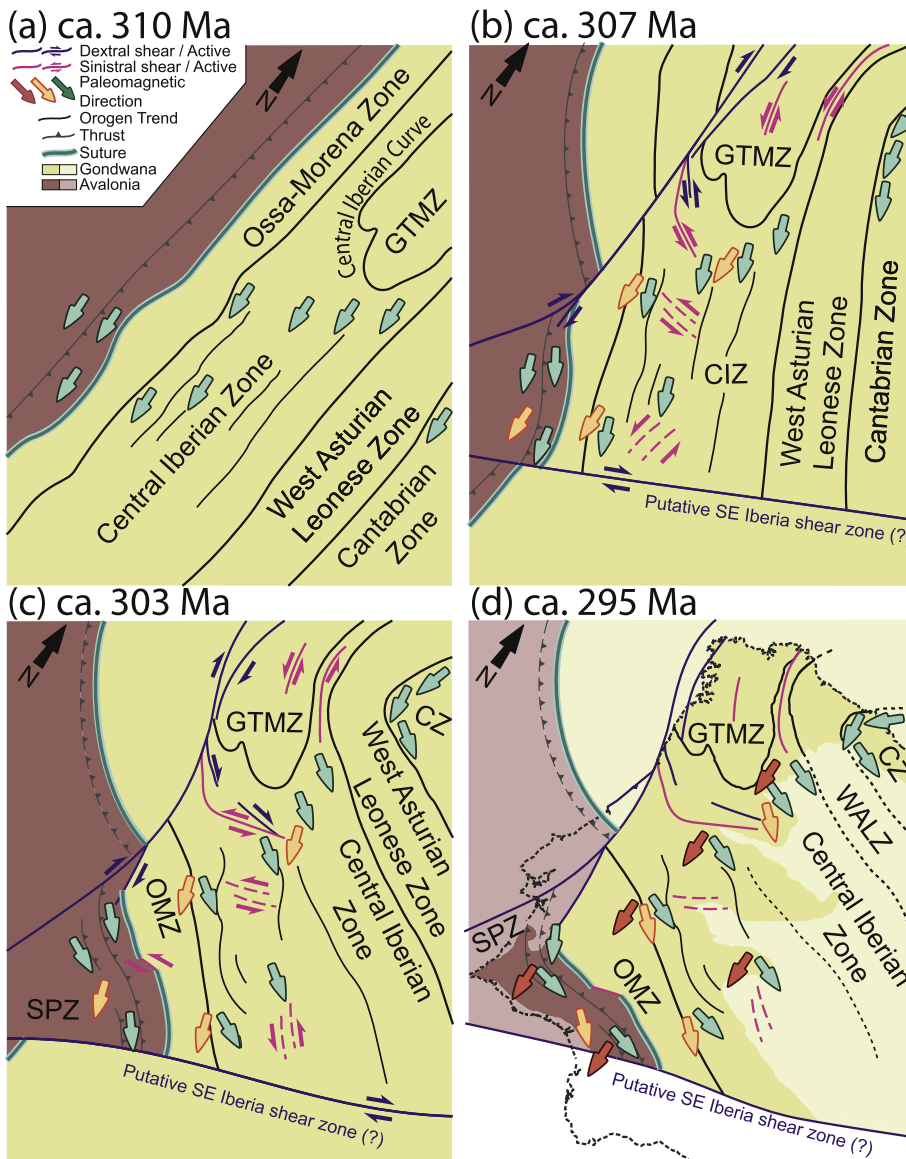 (a) ca. 310 Ma
Dextral shear / Active
Sinistral shear / Active
Paleomagnetic
Direction
Orogen Trend
Thrust
Suture
Gondwana
Avalonia
N
Ossa-Morena Zone
Central Iberian Curve
GTMZ
Central Iberian Zone
West Asturian
Leonese Zone
Cantabrian
Zone
(b) ca. 307 Ma
N
GTMZ
CIZ
West Asturian
Leonese Zone
Cantabrian Zone
Putative SE Iberia shear zone (?
(c) ca. 303 Ma
N
GTMZ
CZ
West Asturian
Leonese Zone
Central Iberian
Zone
OMZ
SPZ
Putative SE Iberia shear zone (?)
(d) ca. 295 Ma
N
GTMZ
CZ
WALZ
Central Iberian
Zone
SPZ
OMZ
Putative SE Iberia shear zone (?)